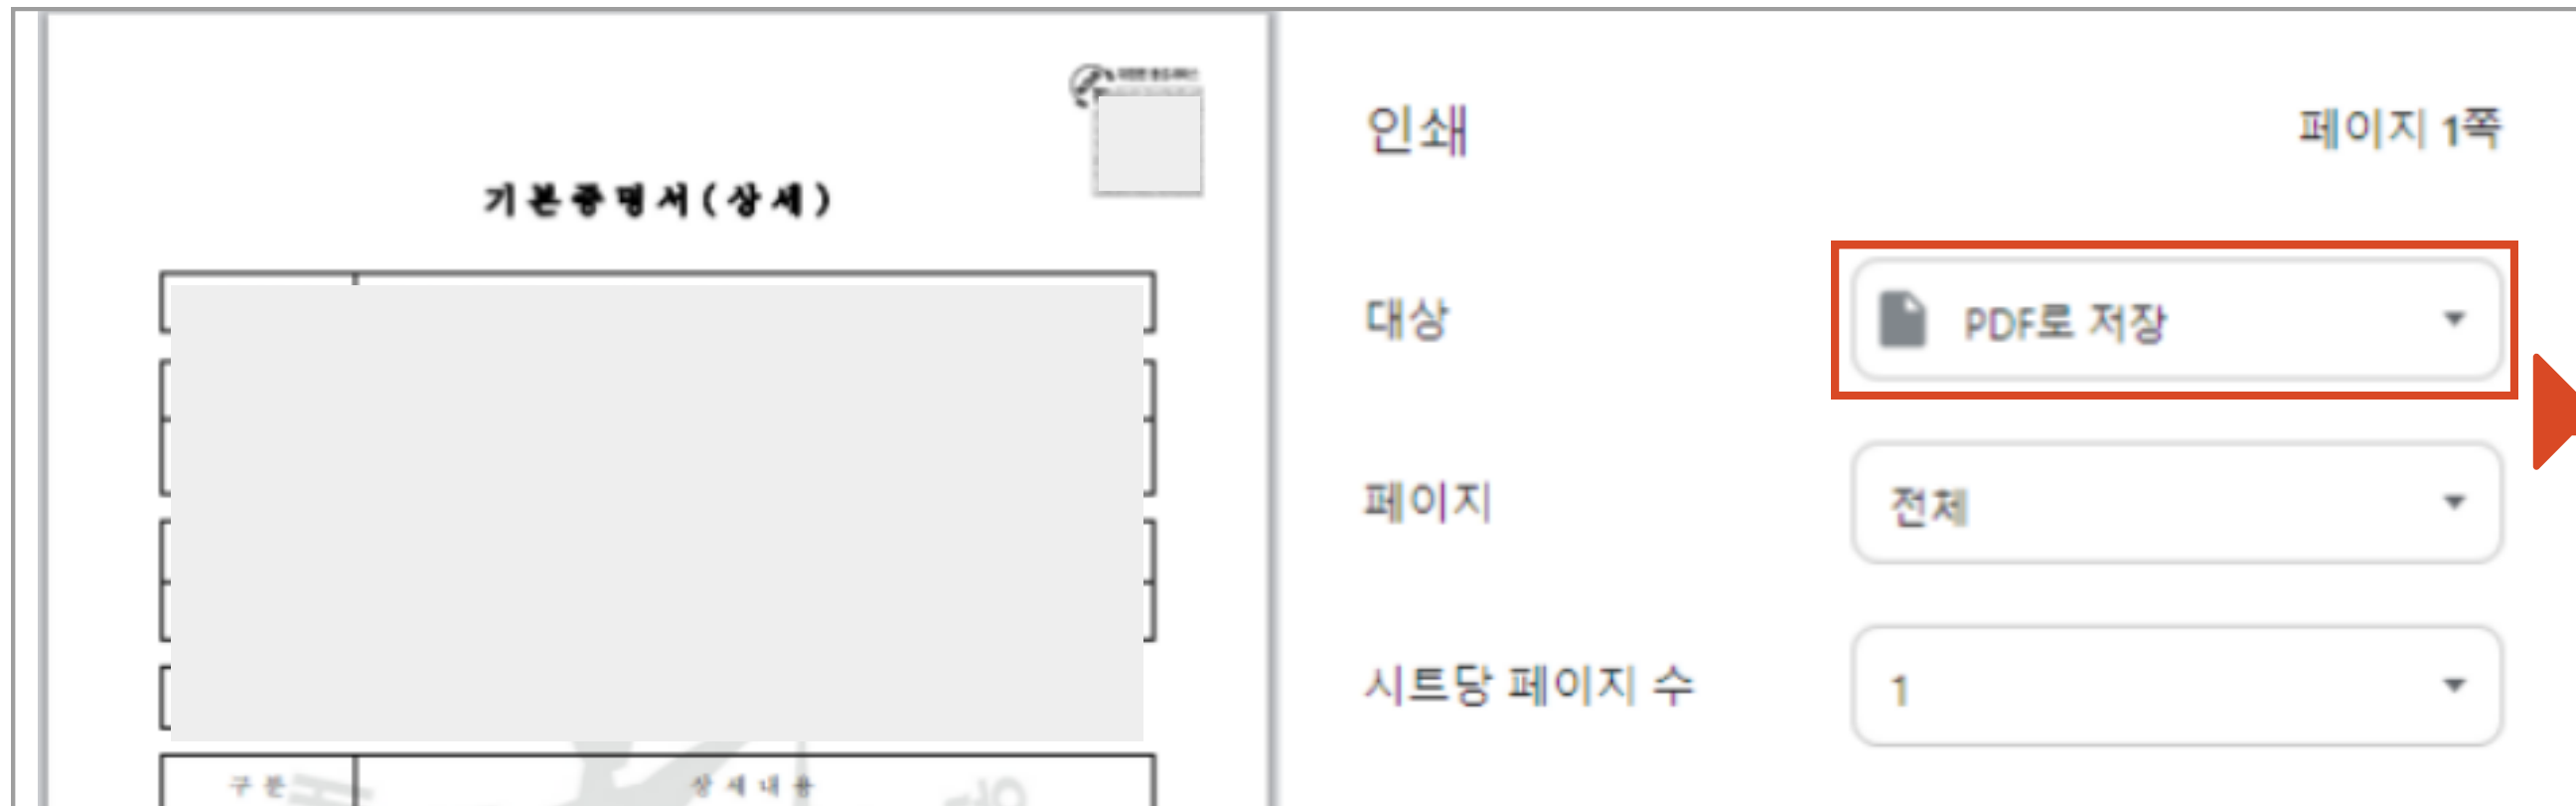 기본증명서(상세)
구분
상세내용
인쇄
페이지 1쪽
대상
PDF로 저장
페이지
전체
시트당 페이지 수
1